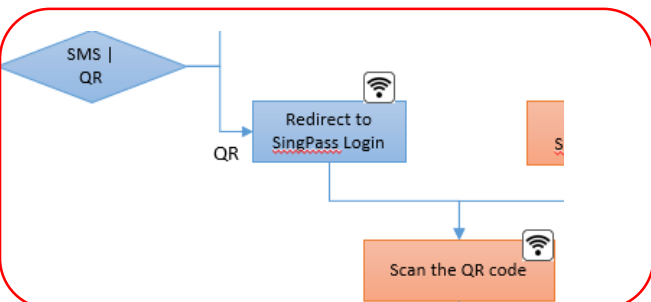 SMS |
QR
Redirect to
SingPass Login
QR
S
Scan the QR code